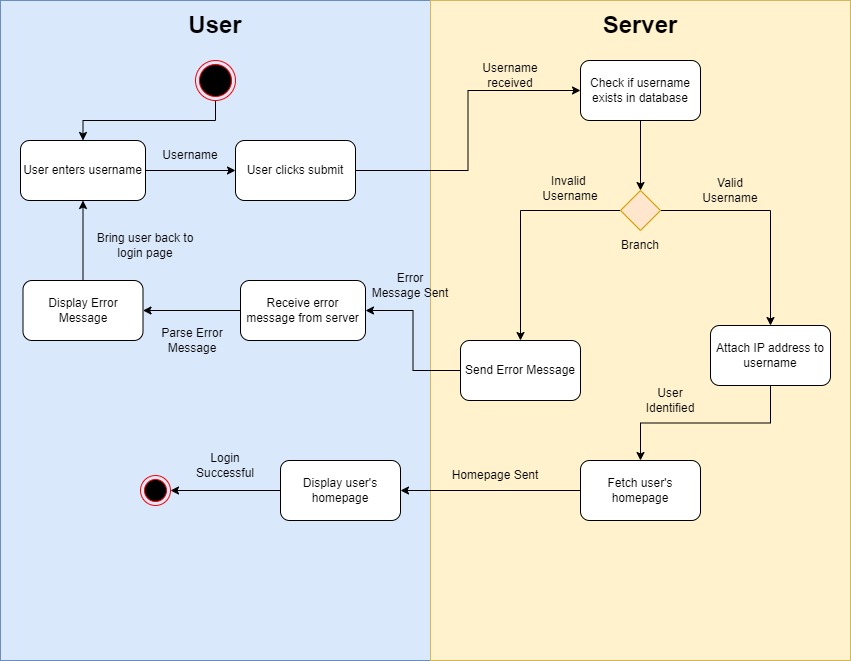 User
Server
Username
received
Check if username
exists in database
User enters username
Username
User clicks submit
Invalid
Username
Valid
Username
Branch
Bring user back to
login page
Error
Message Sent
Display Error
Message
Parse Error
Message
Receive error
message from server
Send Error Message
Attach IP address to
username
User
Identified
Login
Successful
Display user's
homepage
Homepage Sent
Fetch user's
homepage